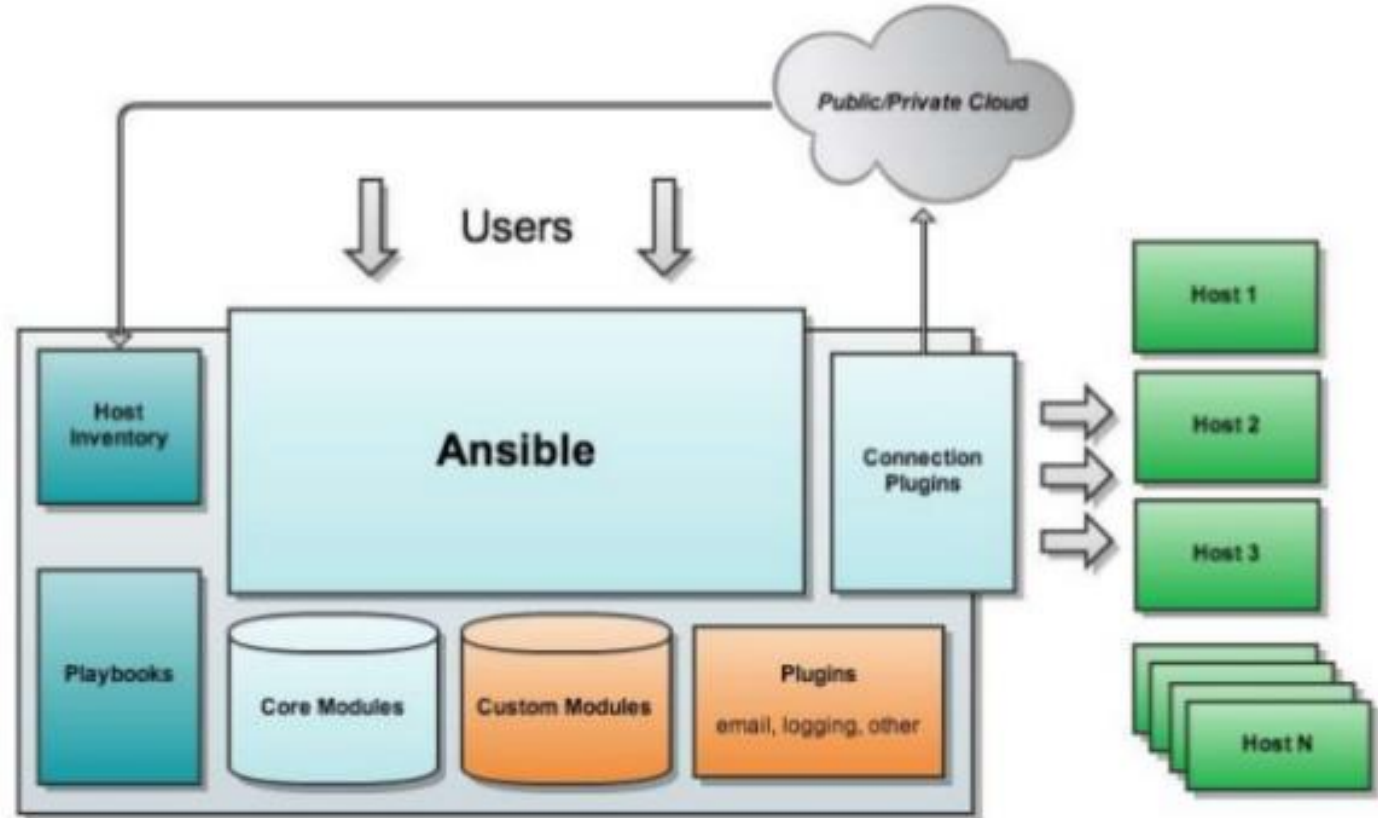 Public/Private Cloud
Users
Host 1
Host
Inventory
Ansible
Connection
Plugins
Host 2
Host 3
Playbooks
Core Modules
Custom Modules
Plugins
email, logging, other
Host N